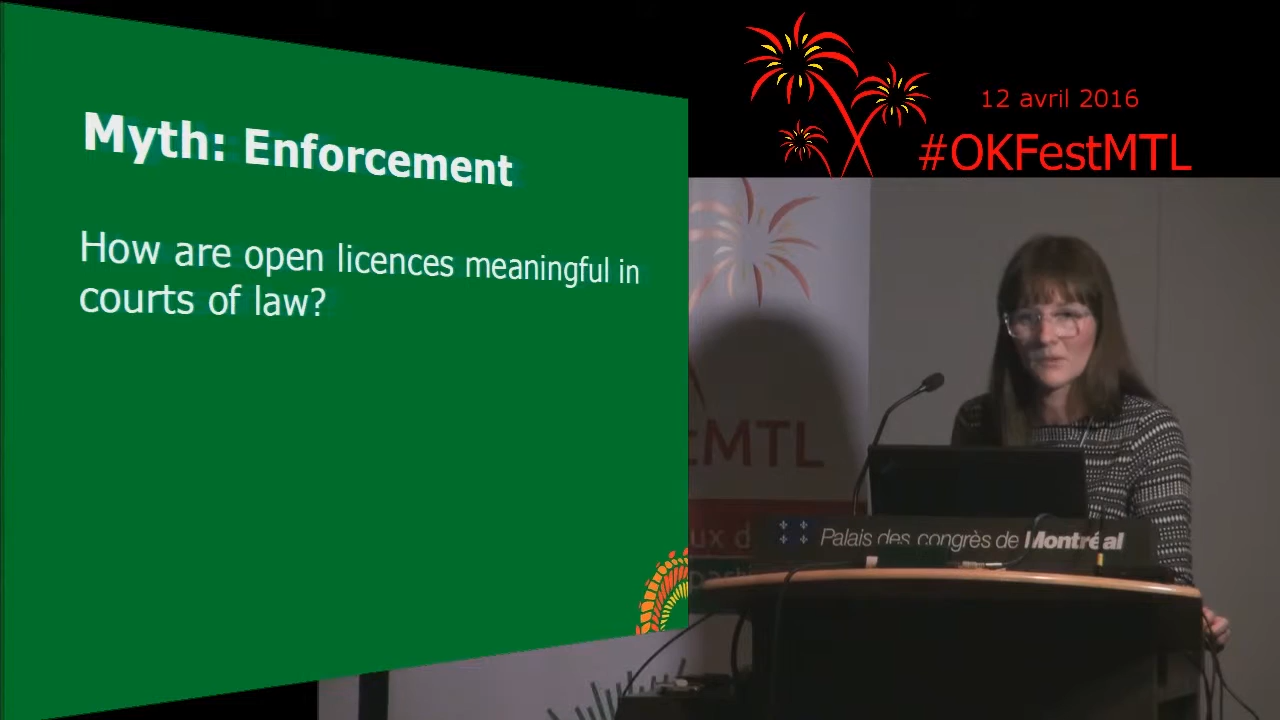 Myth: Enforcement
How are open licences meaningful in
courts of law?
12 avril 2016
#OKFestMTL
MTL
ux d
Palais des congrès de Montréal